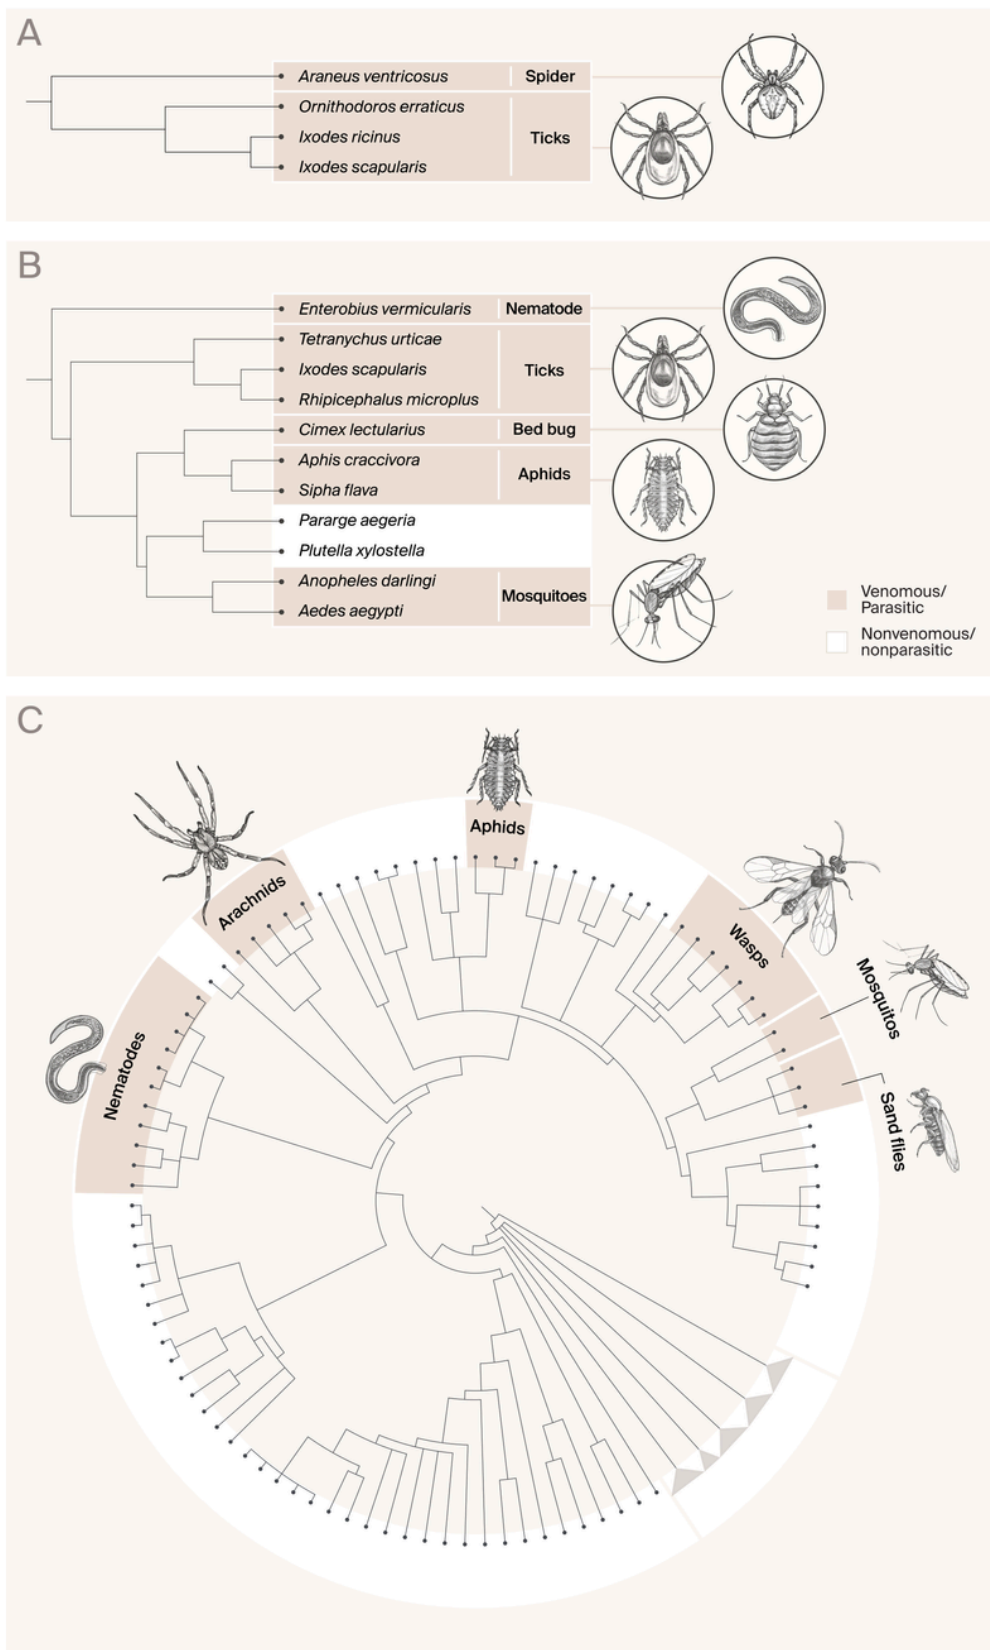 A
Araneus ventricosus Spider
Ornithodoros erraticus
Ixodes ricinus Ticks
Ixodes scapularis
B
Enterobius vermicularis Nematode
Tetranychus urticae
Ixodes scapularis Ticks
Rhipicephalus microplus
Cimex lectularius Bed bug
Aphis craccivora
Aphids
Sipha flava
Pararge aegeria
Plutella xylostella
Anopheles darlingi
Mosquitoes
Aedes aegypti
Venomous/
Parasitic
Nonvenomous/
nonparasitic
C
Nematodes
Arachnids
Aphids
Wasps
Mosquitos
Sand flies